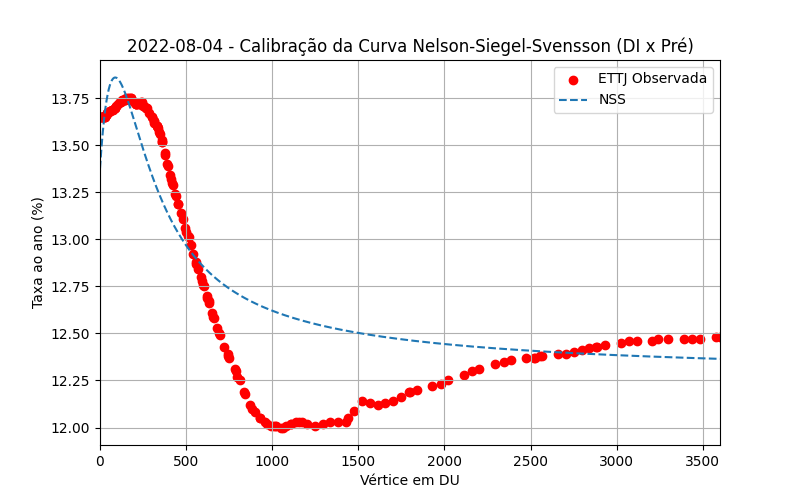 2022-08-04 - Calibração da Curva Nelson-Siegel-Svensson (DI x Pré)
ETTJ Observada
NSS
Taxa ao ano (%)
13.75
13.50
13.25
13.00
12.75
12.50
12.25
12.00
0 500 1000 1500 2000 2500 3000 3500
Vértice em DU